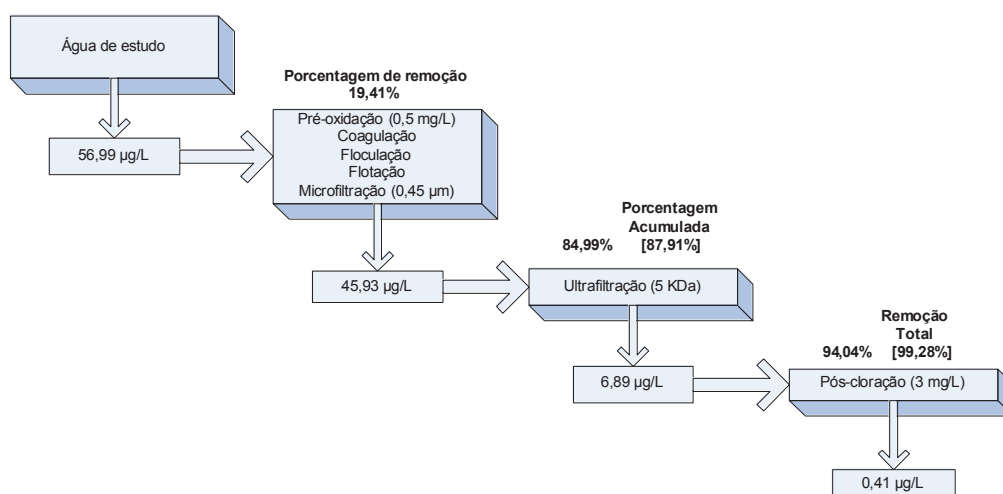 Água de estudo
56,99 µg/L
Porcentagem de remoção
19,41%
Pré-oxidação (0,5 mg/L)
Coagulação
Floculação
Flotação
Microfiltração (0,45 µm)
45,93 µg/L
Porcentagem
Acumulada
84,99% [87,91%]
Ultrafiltração (5 KDa)
6,89 µg/L
Remoção
Total
94,04% [99,28%]
Pós-cloração (3 mg/L)
0,41 µg/L